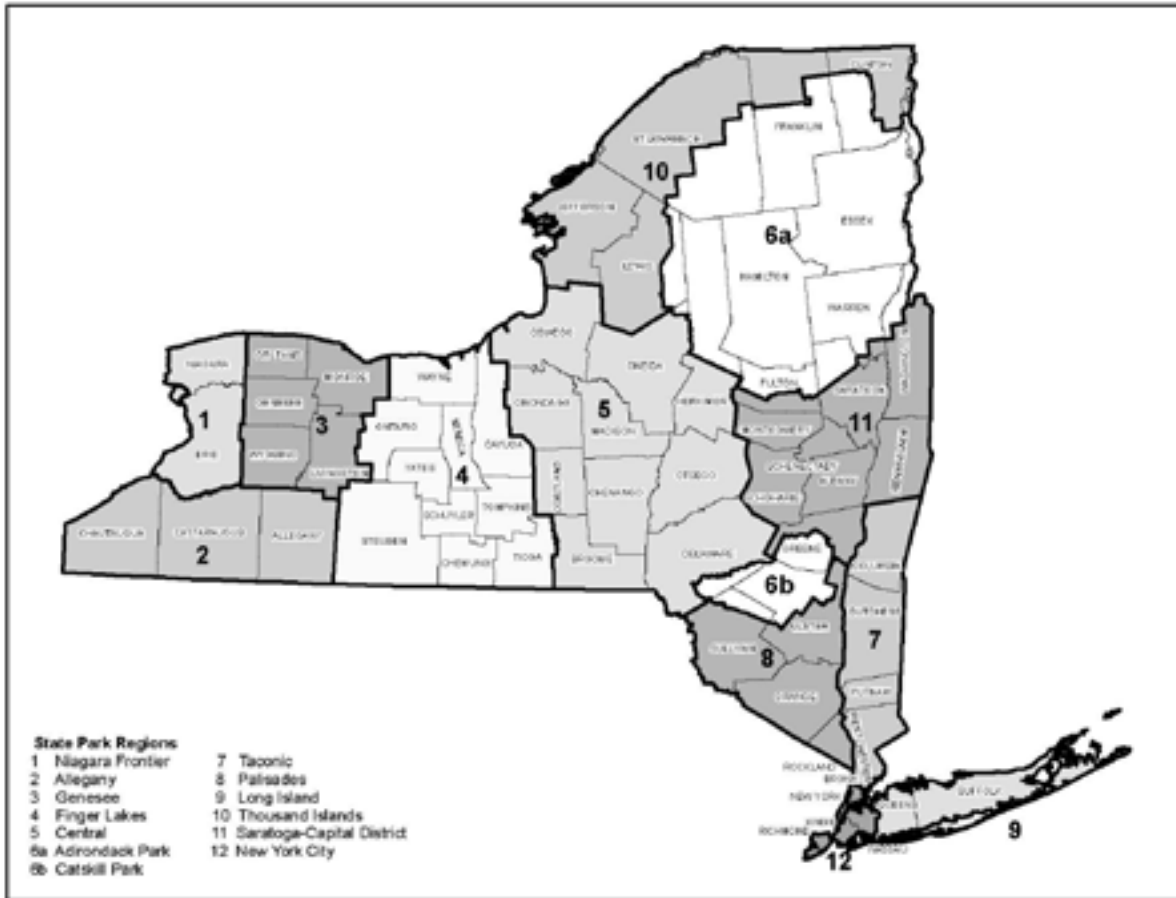 CLINTON
FRANKLIN
ST LAWRENCE
10
JEFFERSON
ESSEX
6a
LEWIS
HAMILTON
WARREN
OSWEGO
NIAGARA
ORLEANS
MONROE
WAYNE
ONEIDA
HERKIMER
FULTON
SARATOGA
1
3
GENESEE
ONONDAGA
5
11
ONTARIO
SENECA
CAYUGA
MADISON
MONTGOMERY
ERIE
WYOMING
LIVINGSTON
YATES
4
OTSEGO
SCHENECTADY
ALBANY
RENSSELAER
SCHOHARIE
CORTLAND
CHENANGO
SCHUYLER
TOMPKINS
CHAUTAUQUA
CATTARAUGUS
ALLEGANY
2
STEUBEN
CHEMUNG
TIOGA
BROOME
DELAWARE
GREENE
6b
COLUMBIA
ULSTER
DUTCHESS
7
SULLIVAN
8
ORANGE
PUTNAM
ROCKLAND
BRONX
NEW YORK
QUEENS
SUFFOLK
KINGS
RICHMOND
NASSAU
9
12
State Park Regions
1 Niagara Frontier
2 Allegany
3 Genesee
4 Finger Lakes
5 Central
6a Adirondack Park
6b Catskill Park
7 Taconic
8 Palisades
9 Long Island
10 Thousand Islands
11 Saratoga-Capital District
12 New York City